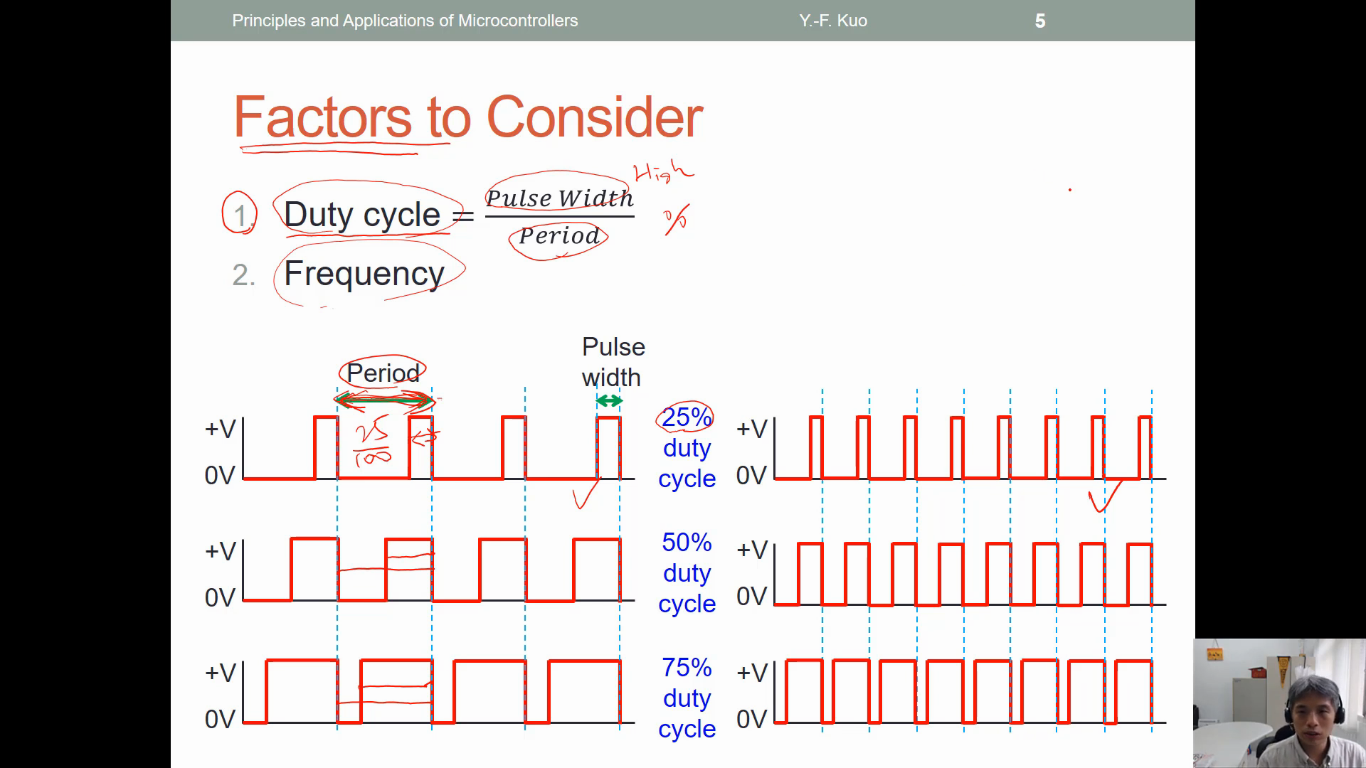 Principles and Applications of Microcontrollers Y.-F. Kuo 5
Factors to Consider
High
1. Duty cycle = Pulse Width / Period %
2. Frequency
Period
Pulse
width
+V
0V
25
100
25%
duty
cycle
+V
0V
+V
0V
50%
duty
cycle
+V
0V
+V
0V
75%
duty
cycle
+V
0V